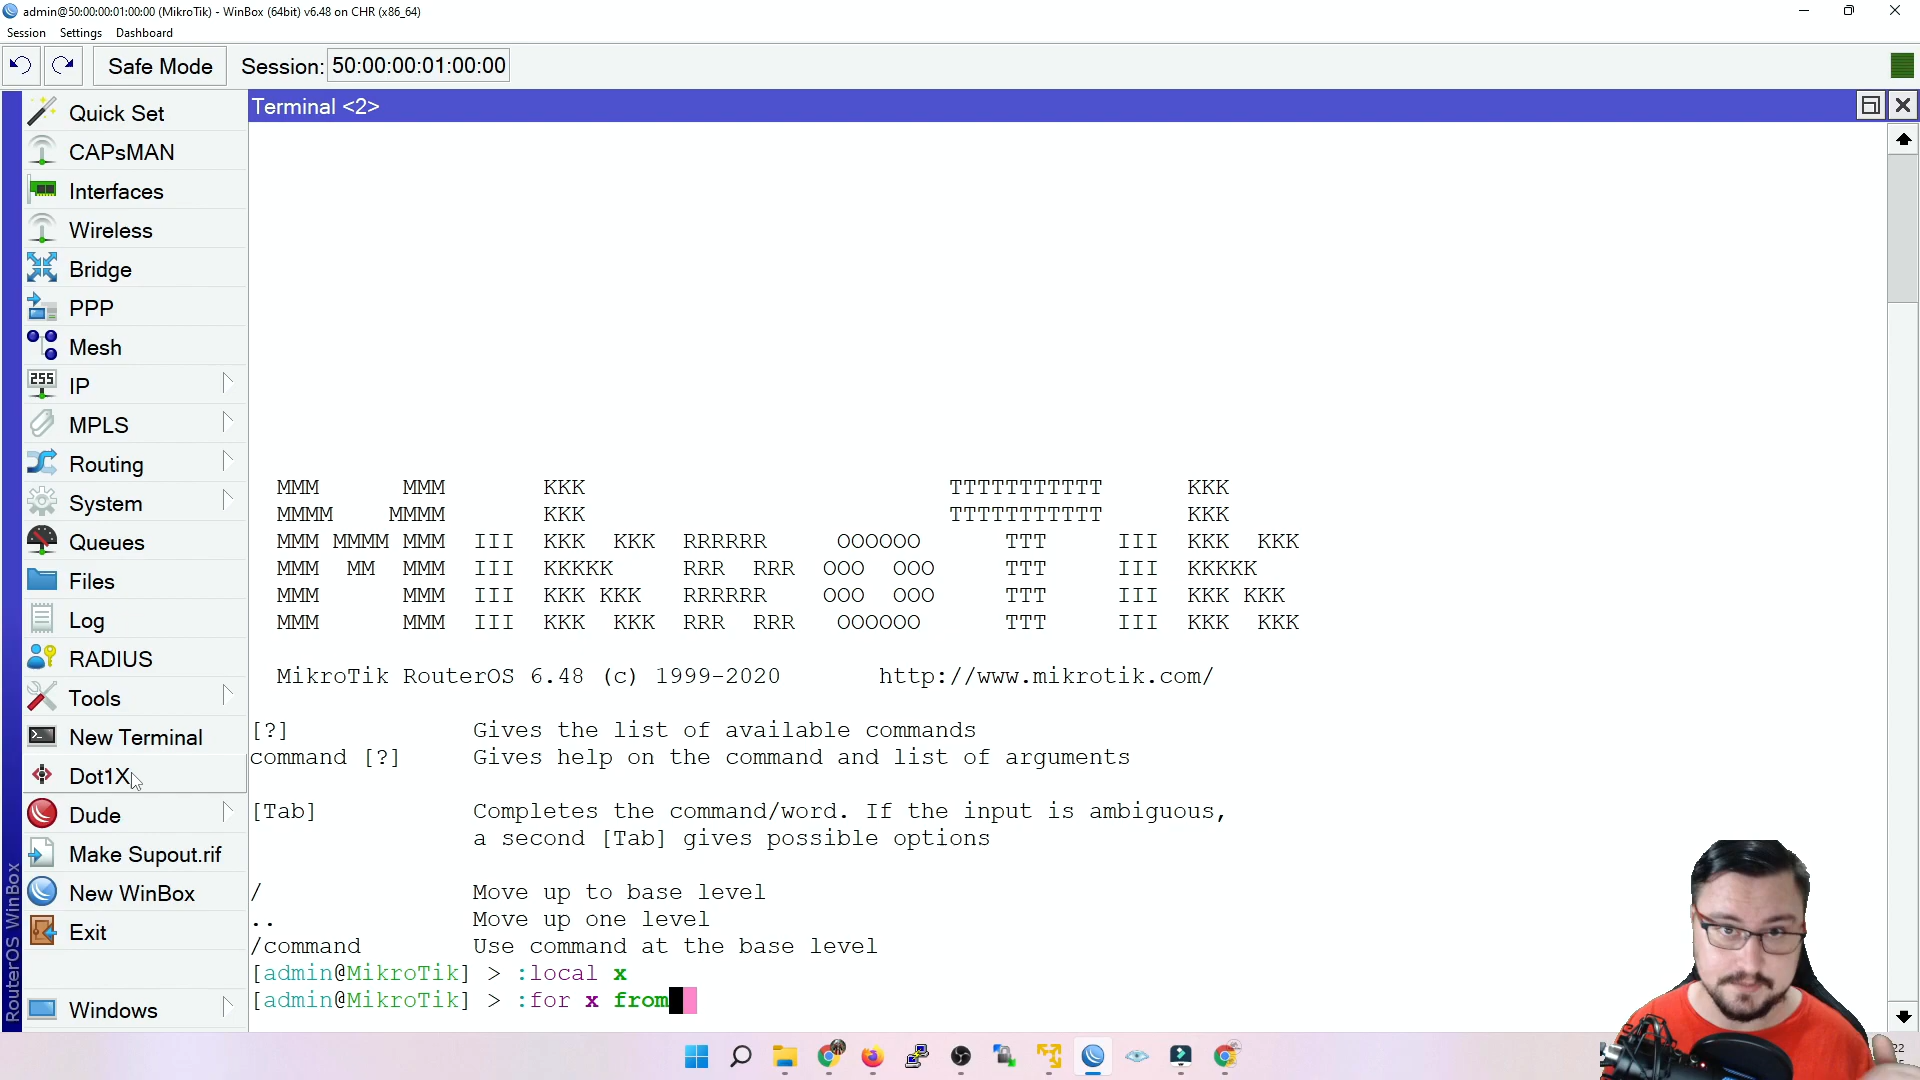 admin@50:00:00:01:00:00 (MikroTik) - WinBox (64bit) v6.48 on CHR (x86_64)
Session Settings Dashboard
Safe Mode Session: 50:00:00:01:00:00
Quick Set
CAPsMAN
Interfaces
Wireless
Bridge
PPP
Mesh
255 IP
MPLS
Routing
System
Queues
Files
Log
RADIUS
Tools
New Terminal
Dot1X
Dude
Make Supout.rif
New WinBox
Exit
Windows
RouterOS WinBox
Terminal <2>
MMM      MMM       KKK                          TTTTTTTTTTT      KKK
MMMM    MMMM       KKK                          TTTTTTTTTTT      KKK
MMM MMMM MMM  III  KKK  KKK  RRRRRR     OOOOOO      TTT     III  KKK  KKK
MMM  MM  MMM  III  KKKKK     RRR  RRR  OOO  OOO     TTT     III  KKKKK
MMM      MMM  III  KKK KKK   RRRRRR    OOO  OOO     TTT     III  KKK KKK
MMM      MMM  III  KKK  KKK  RRR  RRR   OOOOOO      TTT     III  KKK  KKK
MikroTik RouterOS 6.48 (c) 1999-2020       http://www.mikrotik.com/
[?]             Gives the list of available commands
command [?]     Gives help on the command and list of arguments
[Tab]           Completes the command/word. If the input is ambiguous,
a second [Tab] gives possible options
/               Move up to base level
..              Move up one level
/command        Use command at the base level
[admin@MikroTik] > :local x
[admin@MikroTik] > :for x from
22